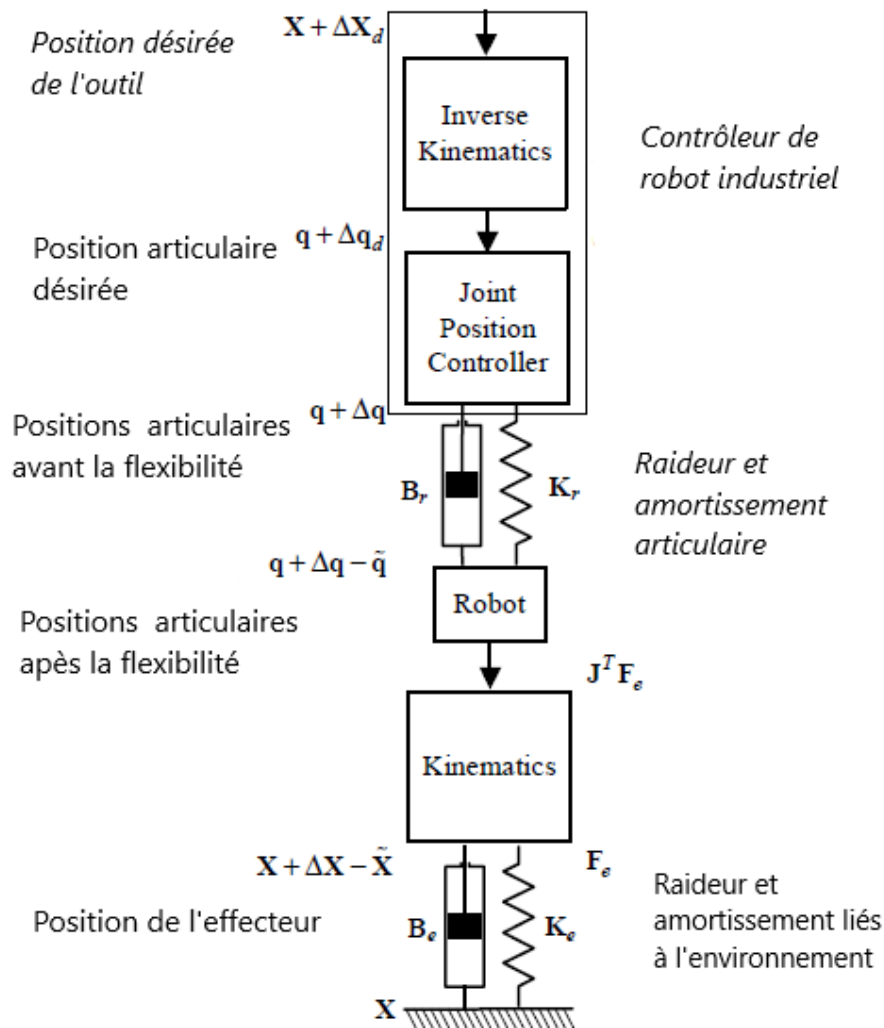 Position désirée
de l'outil
X + ΔX_d
Inverse
Kinematics
Contrôleur de
robot industriel
Position articulaire
désirée
q + Δq_d
Joint
Position
Controller
Positions articulaires
avant la flexibilité
q + Δq
B_r
K_r
Raideur et
amortissement
articulaire
q + Δq − q̃
Robot
Positions articulaires
apès la flexibilité
J^T F_e
Kinematics
X + ΔX − X̃
F_e
Position de l'effecteur
B_e
K_e
Raideur et
amortissement liés
à l'environnement
X